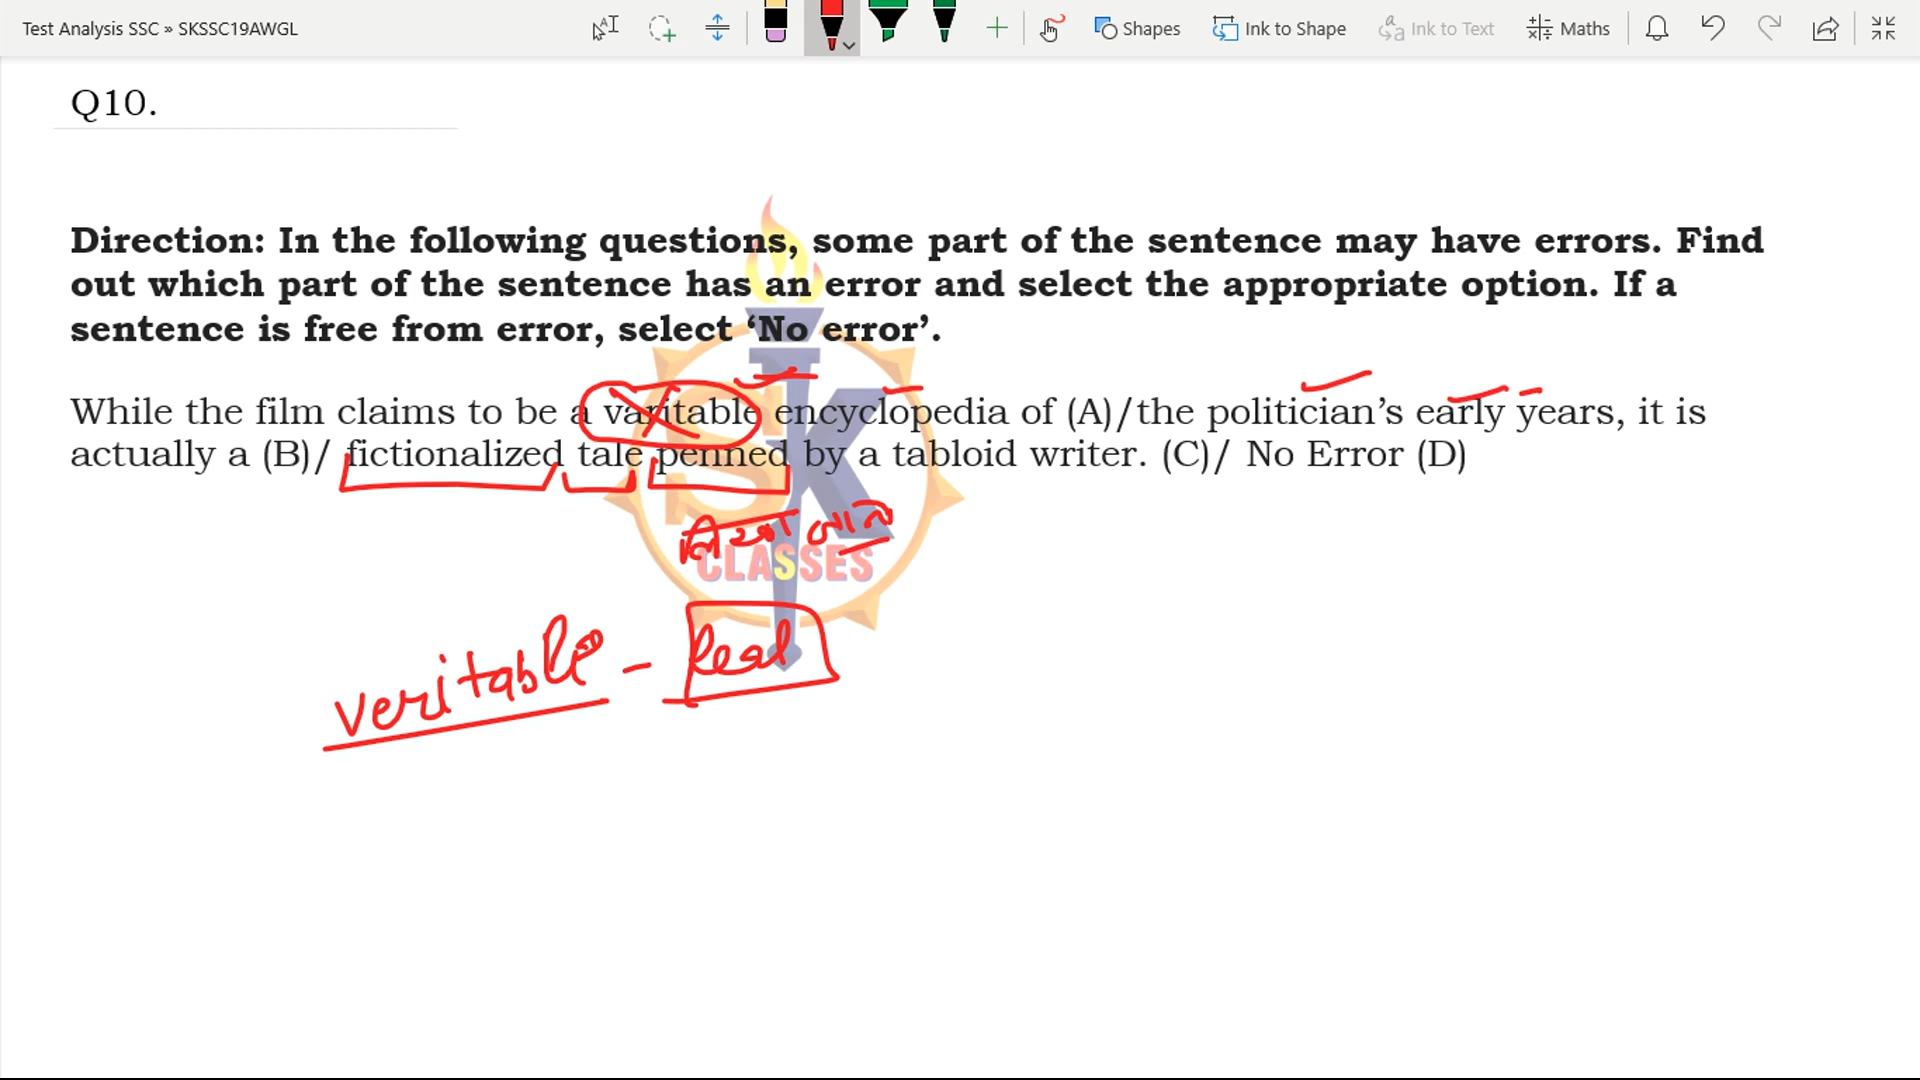 Test Analysis SSC » SKSSC19AWGL
Shapes
Ink to Shape
Ink to Text
Maths
Q10.
Direction: In the following questions, some part of the sentence may have errors. Find
out which part of the sentence has an error and select the appropriate option. If a
sentence is free from error, select ‘No error’.
While the film claims to be a varitable encyclopedia of (A)/the politician’s early years, it is
actually a (B)/ fictionalized tale penned by a tabloid writer. (C)/ No Error (D)
SK
CLASSES
veritable - Real